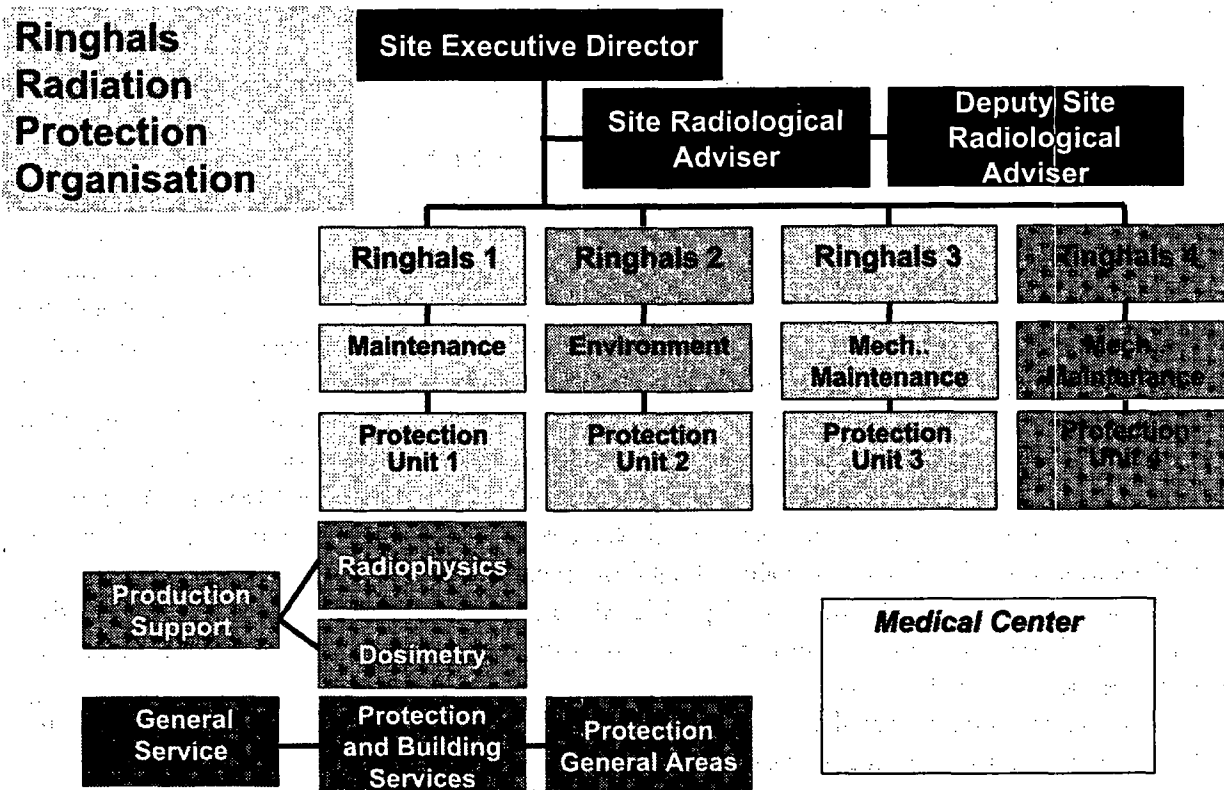 Ringhals
Radiation
Protection
Organisation
Site Executive Director
Site Radiological
Adviser
Deputy Site
Radiological
Adviser
Ringhals 1
Ringhals 2
Ringhals 3
Ringhals 4
Maintenance
Environment
Mech..
Maintenance
Mech..
Maintenance
Protection
Unit 1
Protection
Unit 2
Protection
Unit 3
Protection
Unit 4
Production
Support
Radiophysics
Dosimetry
General
Service
Protection
and Building
Services
Protection
General Areas
Medical Center